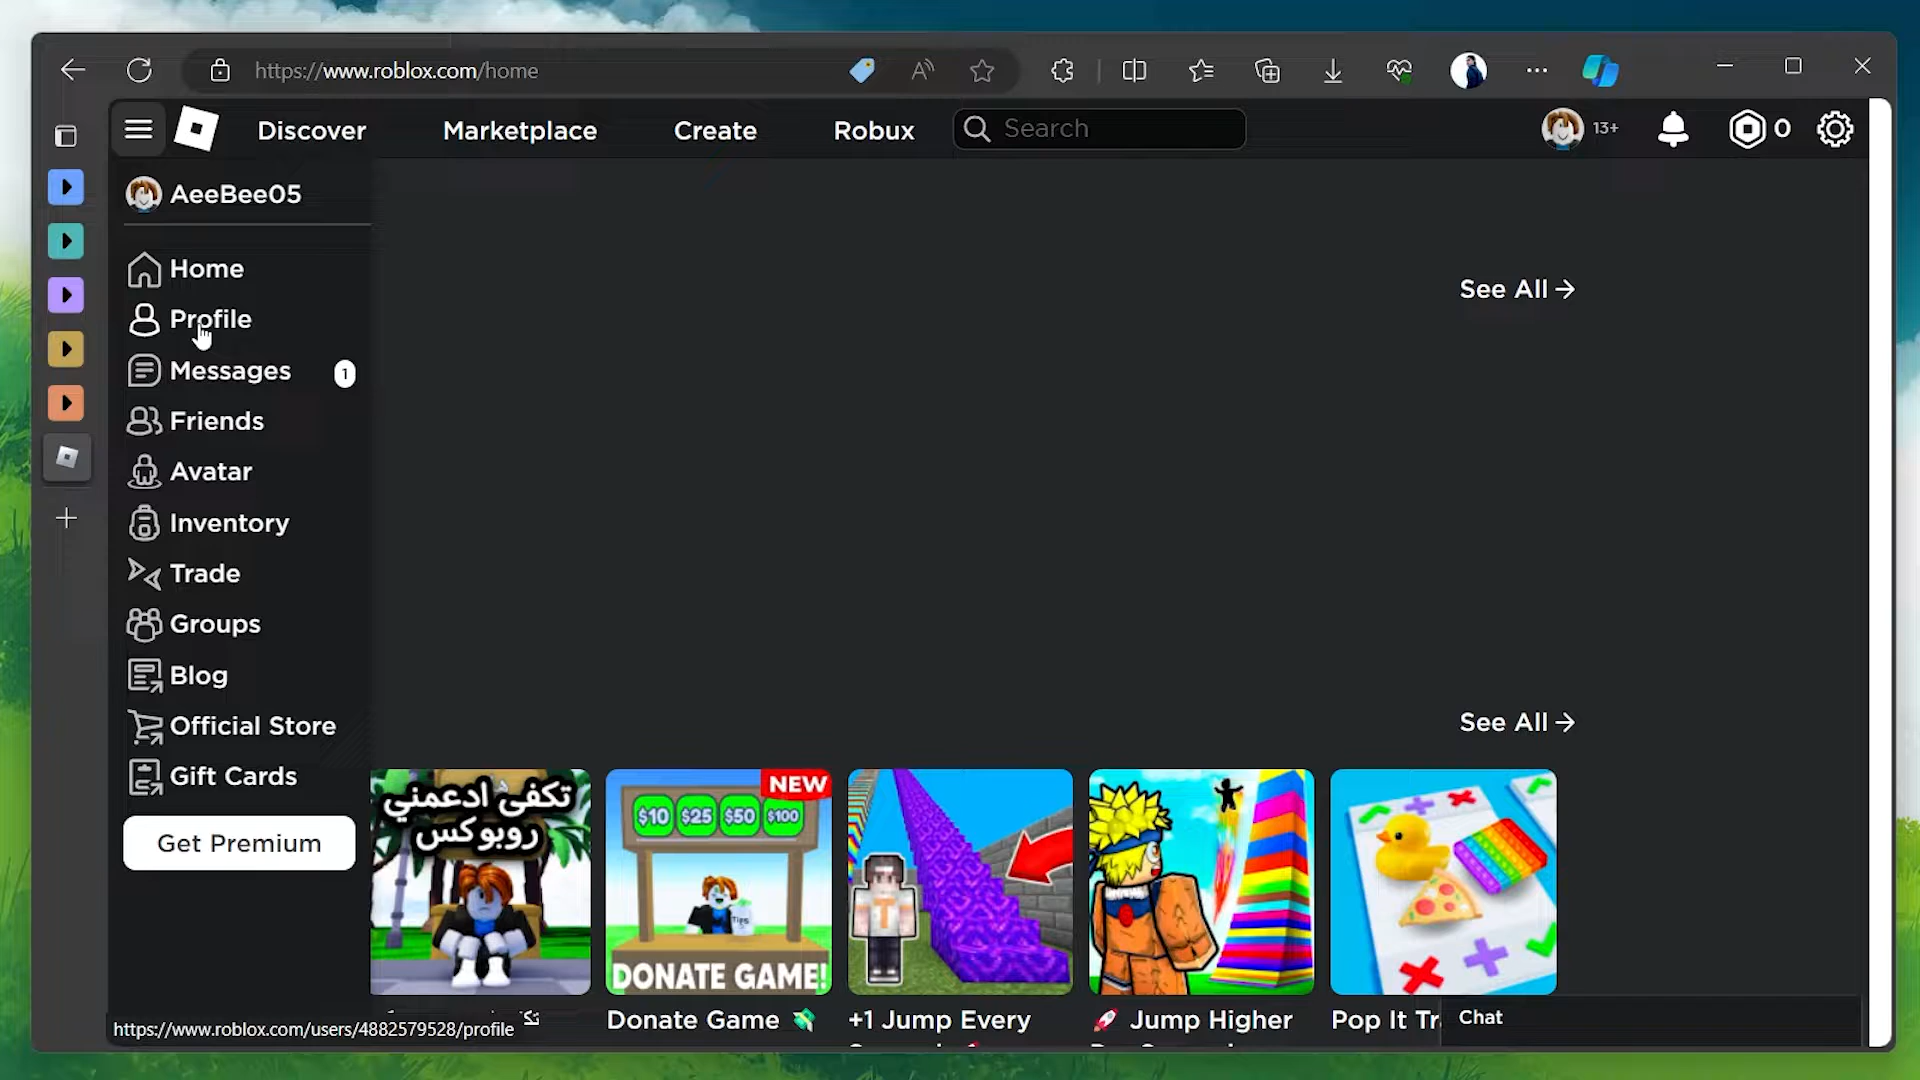 https://www.roblox.com/home
Discover
Marketplace
Create
Robux
Search
13+
0
AeeBee05
Home
Profile
Messages
1
Friends
Avatar
Inventory
Trade
Groups
Blog
Official Store
Gift Cards
Get Premium
See All
See All
تكفى ادعمني
روبوكس
NEW
$10 $25 $50 $100
Tips
DONATE GAME!
Donate Game
+1 Jump Every
Jump Higher
Pop It Tr
Chat
https://www.roblox.com/users/4882579528/profile